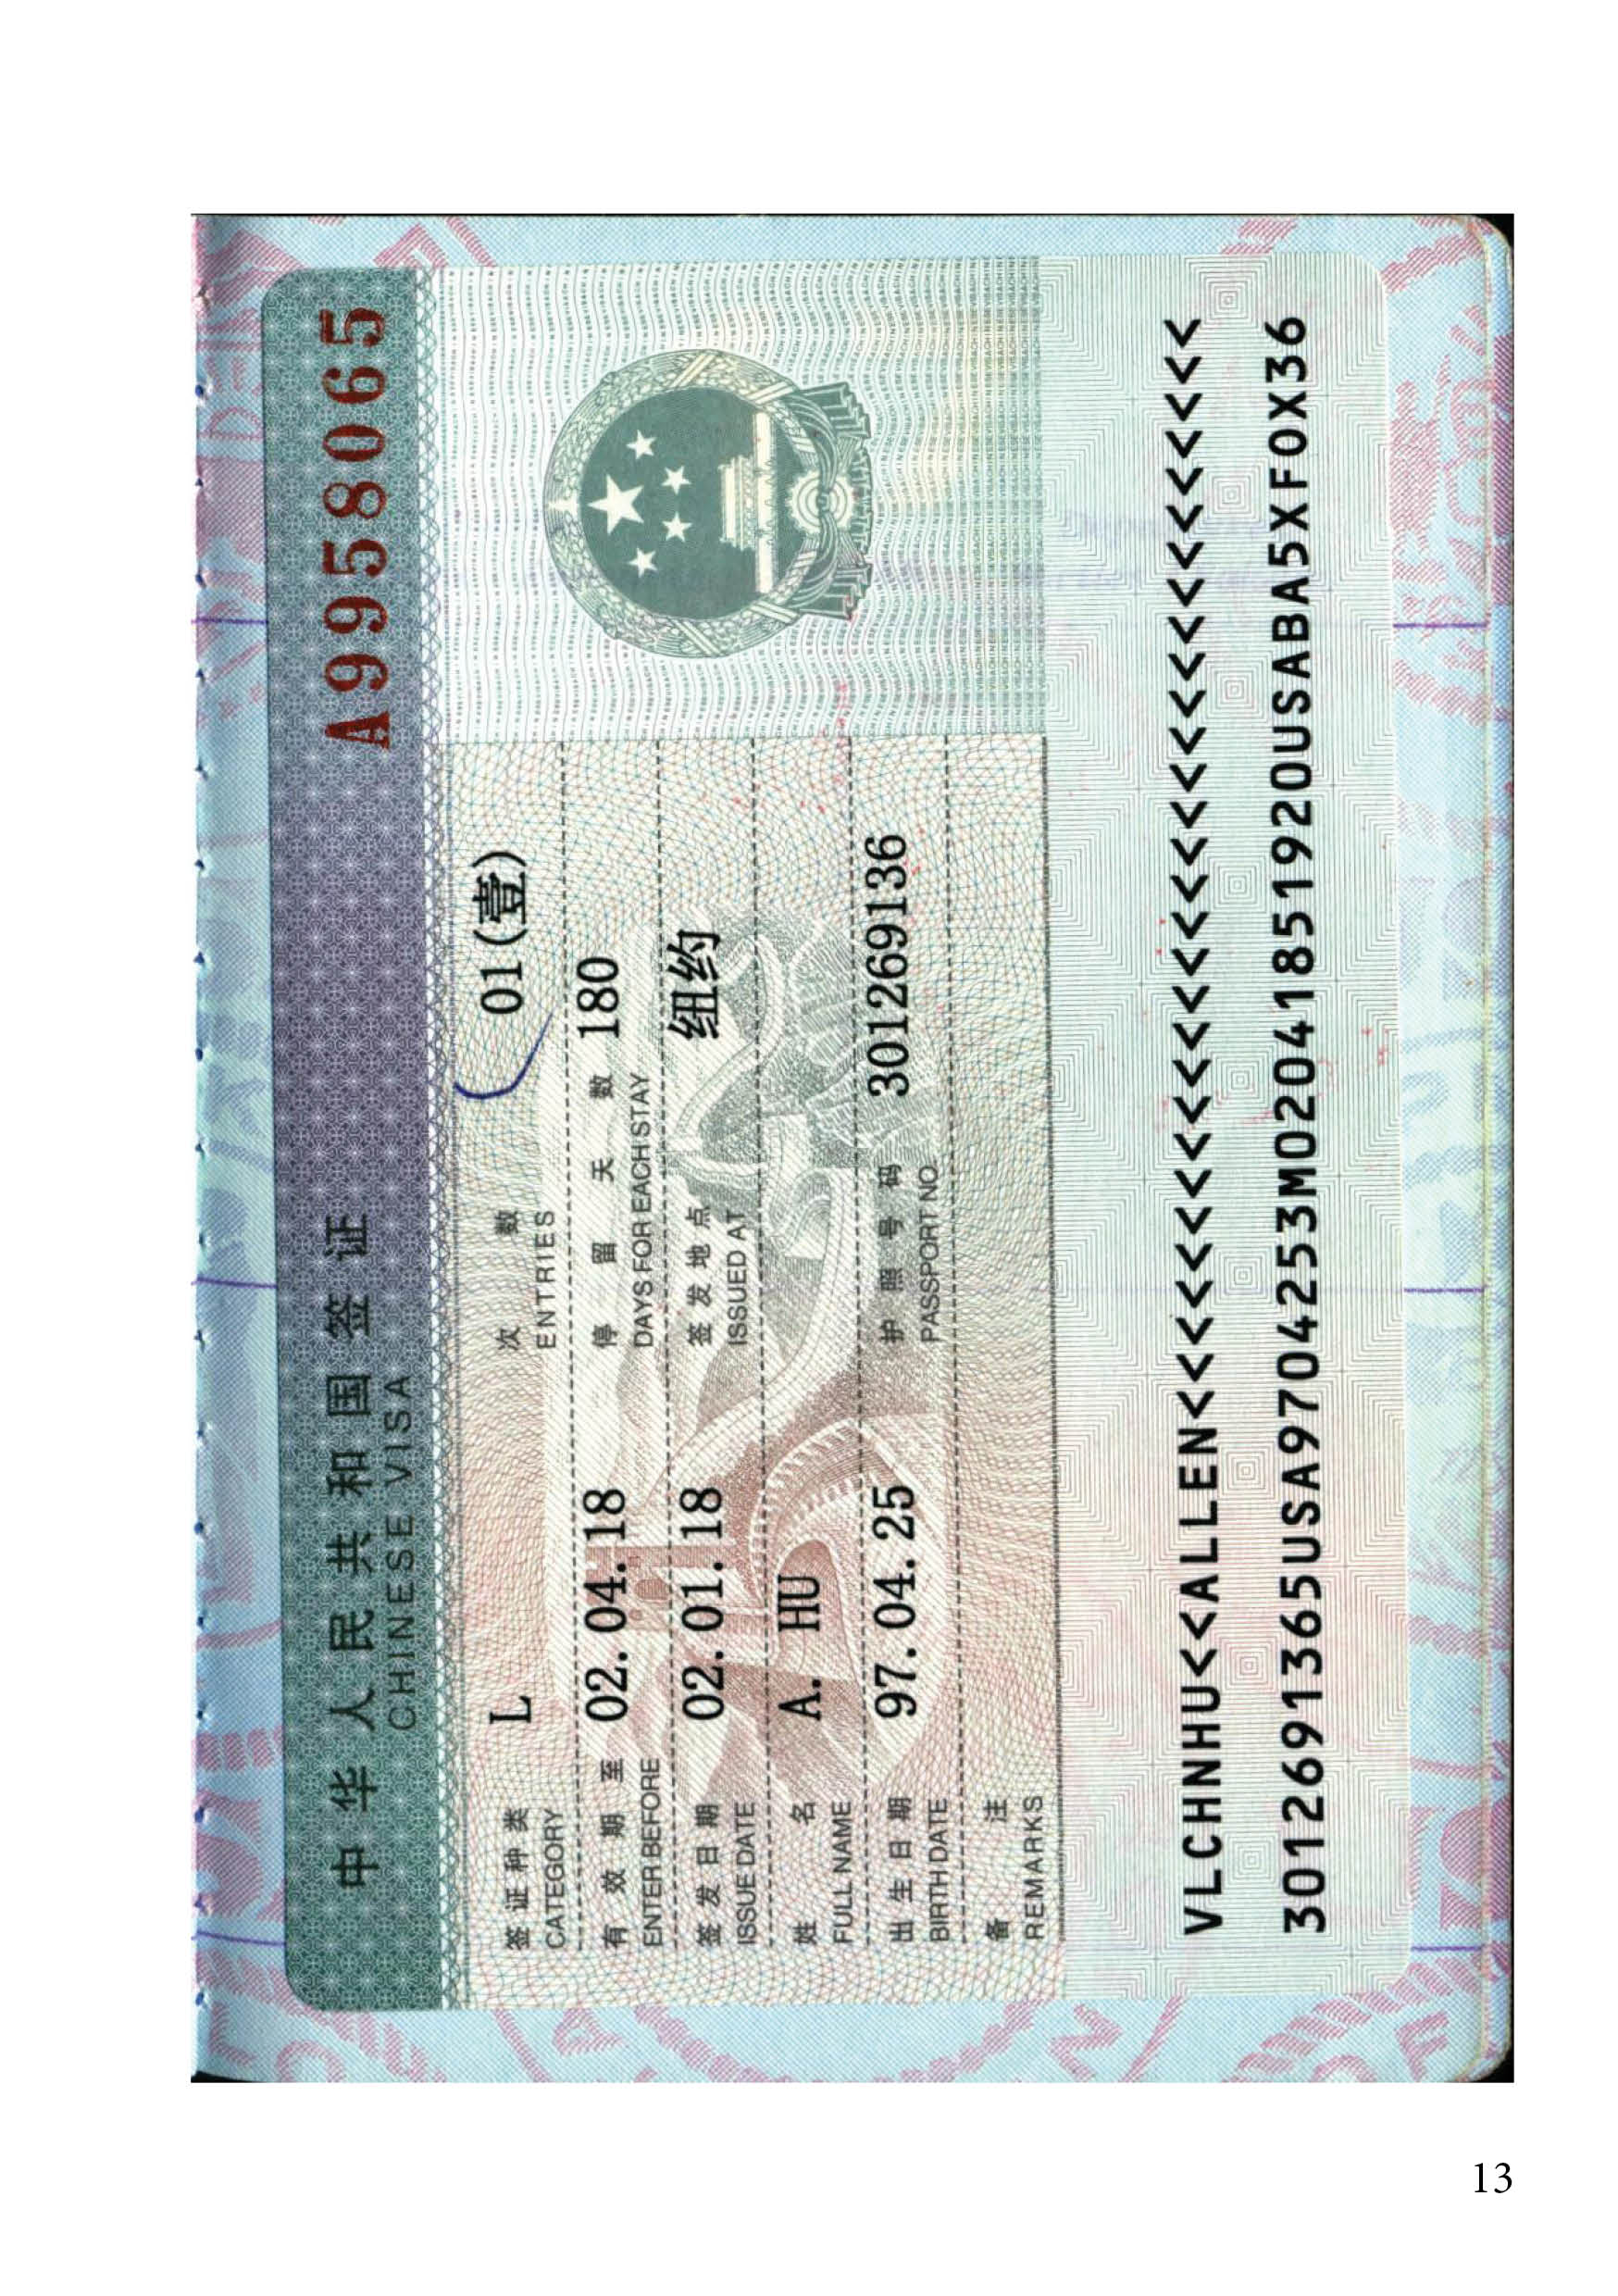 中华人民共和国签证
CHINESE VISA
A9958065
签证种类 L 次数 01(壹)
CATEGORY ENTRIES
有效期至 02.04.18 停留天数 180
ENTER BEFORE DAYS FOR EACH STAY
签发日期 02.01.18 签发地点 纽约
ISSUE DATE ISSUED AT
姓名 A. HU
FULL NAME
出生日期 97.04.25 护照号码 301269136
BIRTH DATE PASSPORT NO.
备注
REMARKS
VLCHNHU<<ALLEN<<<<<<<<<<<<<<<<<<<<<<<<<<<<<<
3012691365USA9704253M02041851920USABA5XF0X36
13